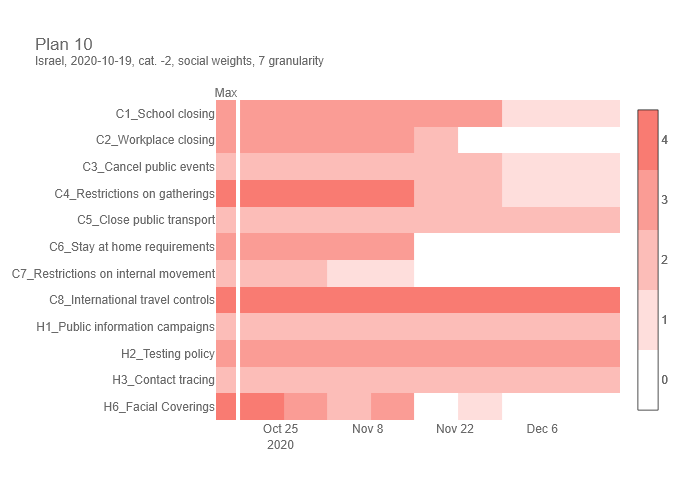 Plan 10
Israel, 2020-10-19, cat. -2, social weights, 7 granularity
Max
C1_School closing
C2_Workplace closing
C3_Cancel public events
C4_Restrictions on gatherings
C5_Close public transport
C6_Stay at home requirements
C7_Restrictions on internal movement
C8_International travel controls
H1_Public information campaigns
H2_Testing policy
H3_Contact tracing
H6_Facial Coverings
Oct 25 Nov 8 Nov 22 Dec 6
2020
4
3
2
1
0